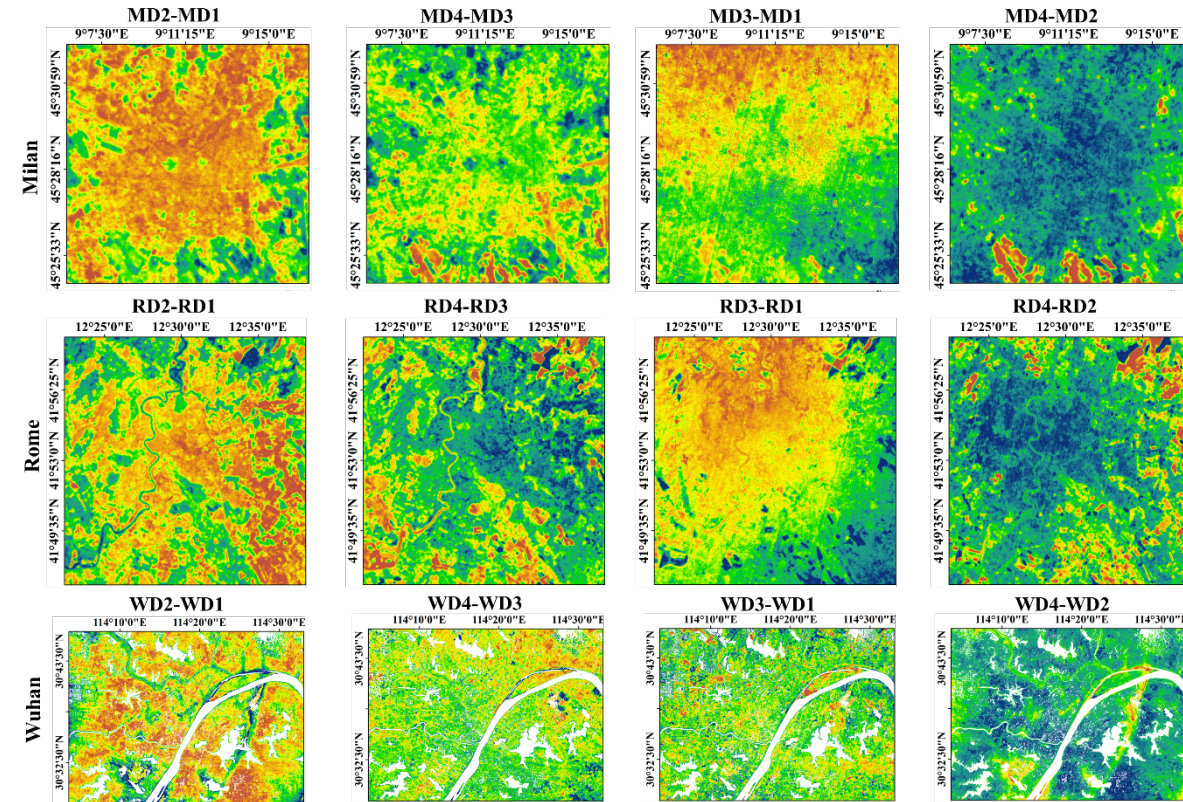 MD2-MD1 MD4-MD3 MD3-MD1 MD4-MD2
9°7'30"E 9°11'15"E 9°15'0"E 9°7'30"E 9°11'15"E 9°15'0"E 9°7'30"E 9°11'15"E 9°15'0"E 9°7'30"E 9°11'15"E 9°15'0"E
Milan
45°30'59"N 45°30'59"N 45°30'59"N 45°30'59"N
45°28'16"N 45°28'16"N 45°28'16"N 45°28'16"N
45°25'33"N 45°25'33"N 45°25'33"N 45°25'33"N
RD2-RD1 RD4-RD3 RD3-RD1 RD4-RD2
12°25'0"E 12°30'0"E 12°35'0"E 12°25'0"E 12°30'0"E 12°35'0"E 12°25'0"E 12°30'0"E 12°35'0"E 12°25'0"E 12°30'0"E 12°35'0"E
Rome
41°56'25"N 41°56'25"N 41°56'25"N 41°56'25"N
41°53'0"N 41°53'0"N 41°53'0"N 41°53'0"N
41°49'35"N 41°49'35"N 41°49'35"N 41°49'35"N
WD2-WD1 WD4-WD3 WD3-WD1 WD4-WD2
114°10'0"E 114°20'0"E 114°30'0"E 114°10'0"E 114°20'0"E 114°30'0"E 114°10'0"E 114°20'0"E 114°30'0"E 114°10'0"E 114°20'0"E 114°30'0"E
Wuhan
30°43'30"N 30°43'30"N 30°43'30"N 30°43'30"N
30°32'30"N 30°32'30"N 30°32'30"N 30°32'30"N